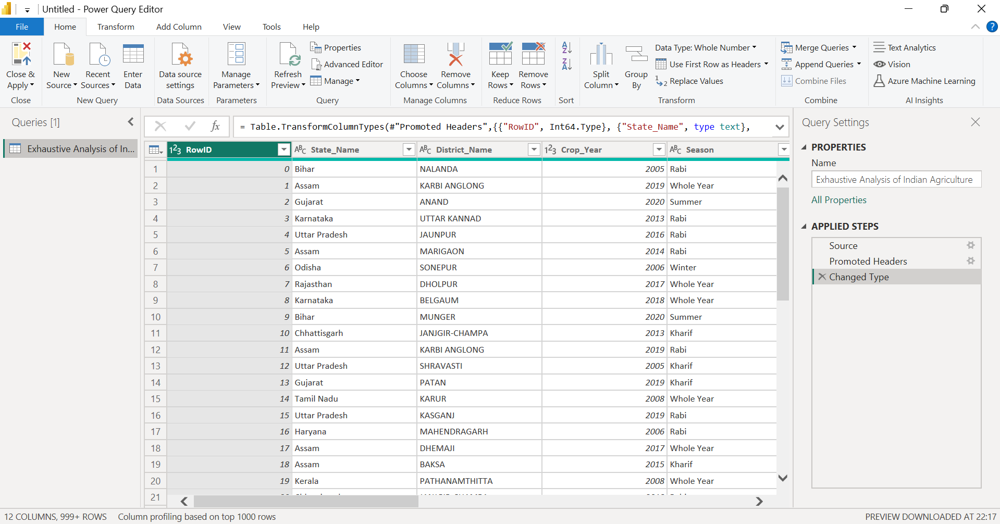 Untitled - Power Query Editor
File Home Transform Add Column View Tools Help
Close & Apply
Close
New Source
Recent Sources
Enter Data
New Query
Data source settings
Data Sources
Manage Parameters
Parameters
Refresh Preview
Properties
Advanced Editor
Manage
Query
Choose Columns
Remove Columns
Manage Columns
Keep Rows
Remove Rows
Reduce Rows
Sort
Split Column
Group By
Data Type: Whole Number
Use First Row as Headers
Replace Values
Transform
Merge Queries
Append Queries
Combine Files
Combine
Text Analytics
Vision
Azure Machine Learning
AI Insights
Queries [1]
Exhaustive Analysis of In...
fx
= Table.TransformColumnTypes(#"Promoted Headers",{{"RowID", Int64.Type}, {"State_Name", type text},
123 RowID ABC State_Name ABC District_Name 123 Crop_Year ABC Season
1 0 Bihar NALANDA 2005 Rabi
2 1 Assam KARBI ANGLONG 2019 Whole Year
3 2 Gujarat ANAND 2020 Summer
4 3 Karnataka UTTAR KANNAD 2013 Rabi
5 4 Uttar Pradesh JAUNPUR 2016 Rabi
6 5 Assam MARIGAON 2014 Rabi
7 6 Odisha SONEPUR 2006 Winter
8 7 Rajasthan DHOLPUR 2017 Whole Year
9 8 Karnataka BELGAUM 2018 Whole Year
10 9 Bihar MUNGER 2020 Summer
11 10 Chhattisgarh JANJGIR-CHAMPA 2013 Kharif
12 11 Assam KARBI ANGLONG 2019 Rabi
13 12 Uttar Pradesh SHRAVASTI 2005 Kharif
14 13 Gujarat PATAN 2019 Kharif
15 14 Tamil Nadu KARUR 2008 Whole Year
16 15 Uttar Pradesh KASGANJ 2019 Rabi
17 16 Haryana MAHENDRAGARH 2006 Rabi
18 17 Assam DHEMAJI 2017 Whole Year
19 18 Assam BAKSA 2015 Kharif
20 19 Kerala PATHANAMTHITTA 2008 Whole Year
21
Query Settings
PROPERTIES
Name
Exhaustive Analysis of Indian Agriculture
All Properties
APPLIED STEPS
Source
Promoted Headers
Changed Type
12 COLUMNS, 999+ ROWS Column profiling based on top 1000 rows PREVIEW DOWNLOADED AT 22:17